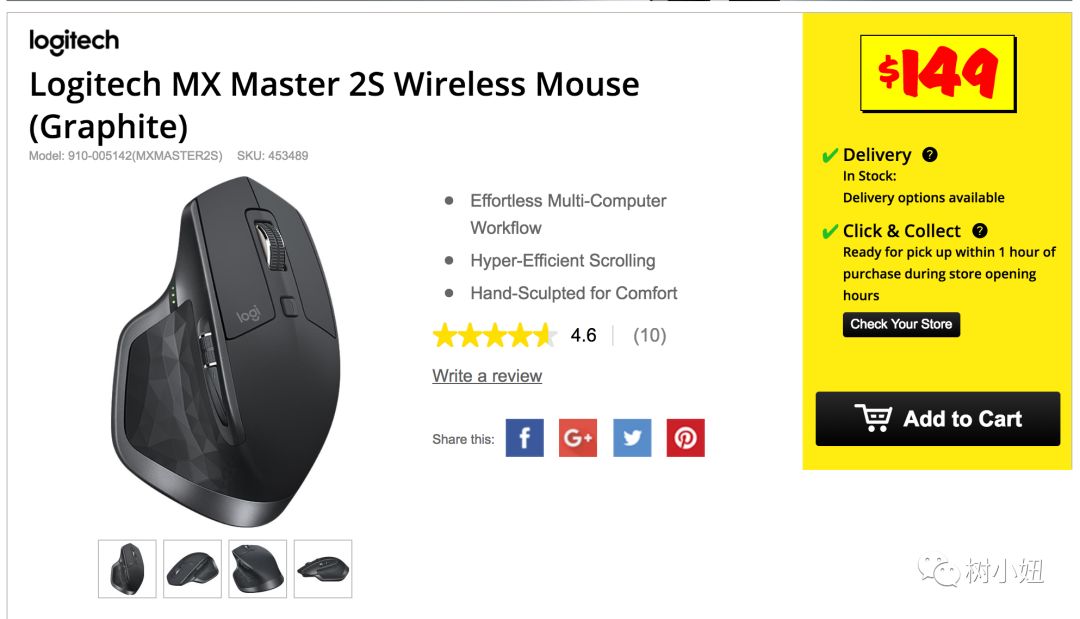 logitech
Logitech MX Master 2S Wireless Mouse
(Graphite)
Model: 910-005142(MXMASTER2S) SKU: 453489
logi
Effortless Multi-Computer
Workflow
Hyper-Efficient Scrolling
Hand-Sculpted for Comfort
4.6 (10)
Write a review
Share this: f G+
$149
Delivery ?
In Stock:
Delivery options available
Click & Collect ?
Ready for pick up within 1 hour of
purchase during store opening
hours
Check Your Store
Add to Cart
树小妞